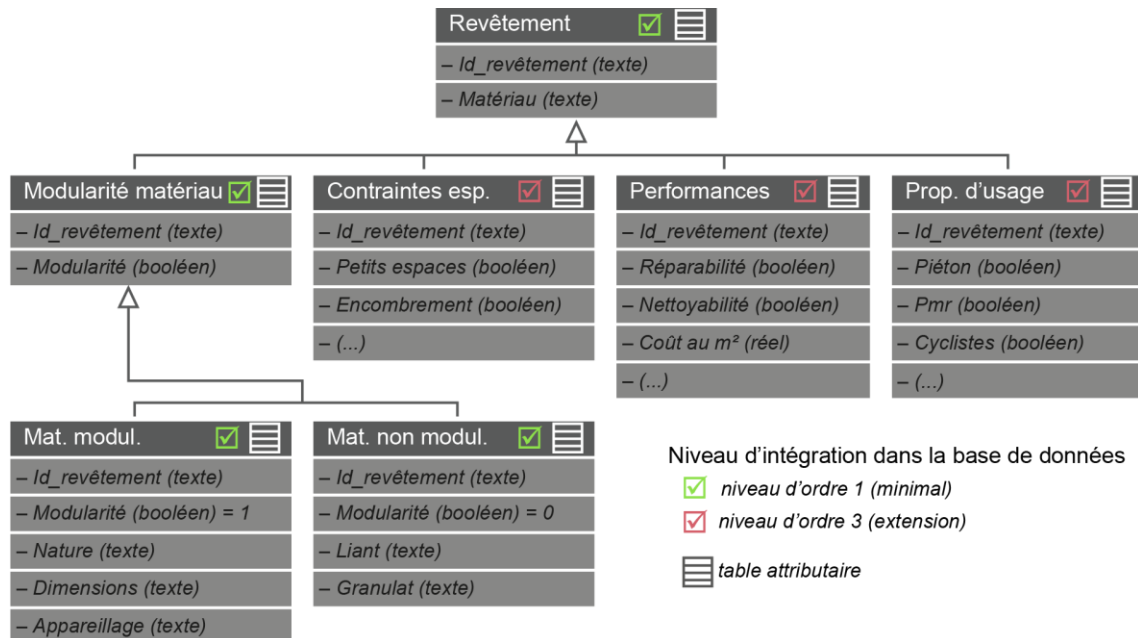 Revêtement
– Id_revêtement (texte)
– Matériau (texte)
Modularité matériau
– Id_revêtement (texte)
– Modularité (booléen)
Contraintes esp.
– Id_revêtement (texte)
– Petits espaces (booléen)
– Encombrement (booléen)
– (...)
Performances
– Id_revêtement (texte)
– Réparabilité (booléen)
– Nettoyabilité (booléen)
– Coût au m² (réel)
– (...)
Prop. d'usage
– Id_revêtement (texte)
– Piéton (booléen)
– Pmr (booléen)
– Cyclistes (booléen)
– (...)
Mat. modul.
– Id_revêtement (texte)
– Modularité (booléen) = 1
– Nature (texte)
– Dimensions (texte)
– Appareillage (texte)
Mat. non modul.
– Id_revêtement (texte)
– Modularité (booléen) = 0
– Liant (texte)
– Granulat (texte)
Niveau d'intégration dans la base de données
niveau d'ordre 1 (minimal)
niveau d'ordre 3 (extension)
table attributaire